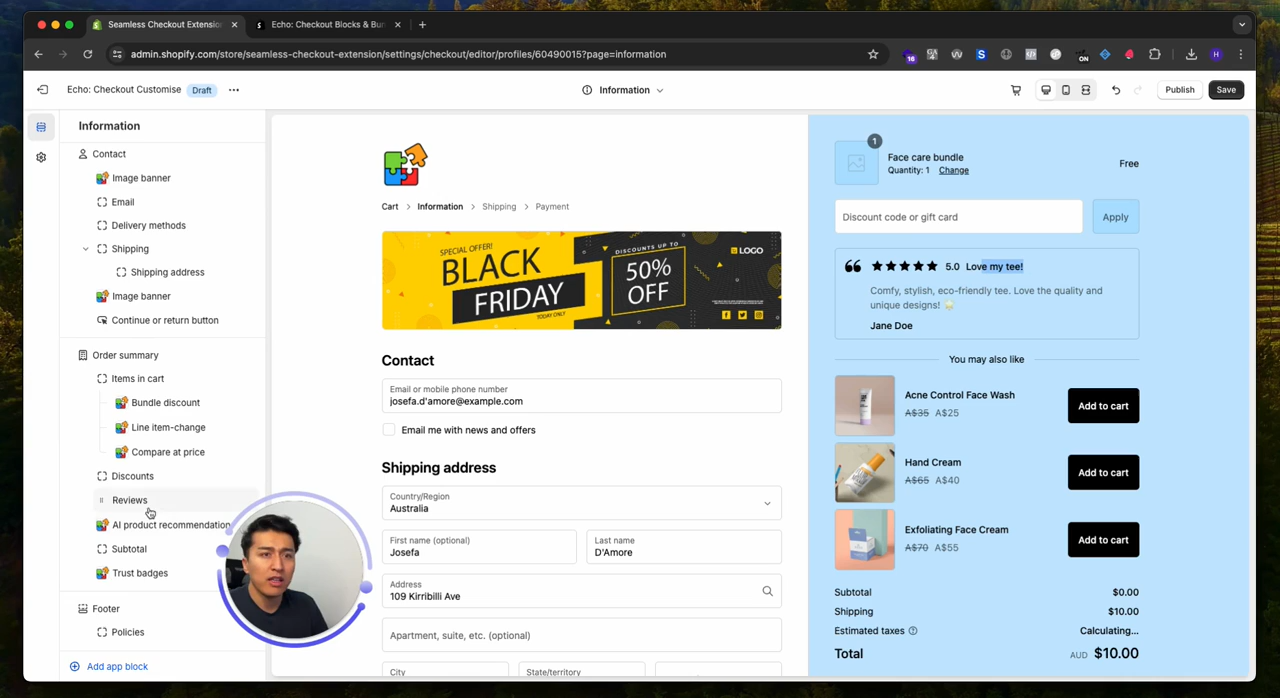 Seamless Checkout Extensio
Echo: Checkout Blocks & Bun
admin.shopify.com/store/seamless-checkout-extension/settings/checkout/editor/profiles/60490015?page=information
18
S
ON
H
Echo: Checkout Customise
Draft
Information
Publish
Save
Information
Contact
Image banner
Email
Delivery methods
Shipping
Shipping address
Image banner
Continue or return button
Order summary
Items in cart
Bundle discount
Line item-change
Compare at price
Discounts
Reviews
AI product recommendation
Subtotal
Trust badges
Footer
Policies
Add app block
Cart > Information > Shipping > Payment
SPECIAL OFFER!
BLACK
FRIDAY
TODAY ONLY
DISCOUNTS UP TO
50%
OFF
LOGO
Contact
Email or mobile phone number
josefa.d'amore@example.com
Email me with news and offers
Shipping address
Country/Region
Australia
First name (optional)
Josefa
Last name
D'Amore
Address
109 Kirribilli Ave
Apartment, suite, etc. (optional)
City
State/territory
1
Face care bundle
Quantity: 1 Change
Free
Discount code or gift card
Apply
5.0 Love my tee!
Comfy, stylish, eco-friendly tee. Love the quality and
unique designs! 🌟
Jane Doe
You may also like
Acne Control Face Wash
A$35 A$25
Add to cart
Hand Cream
A$65 A$40
Add to cart
Exfoliating Face Cream
A$70 A$55
Add to cart
Subtotal $0.00
Shipping $10.00
Estimated taxes Calculating...
Total AUD $10.00